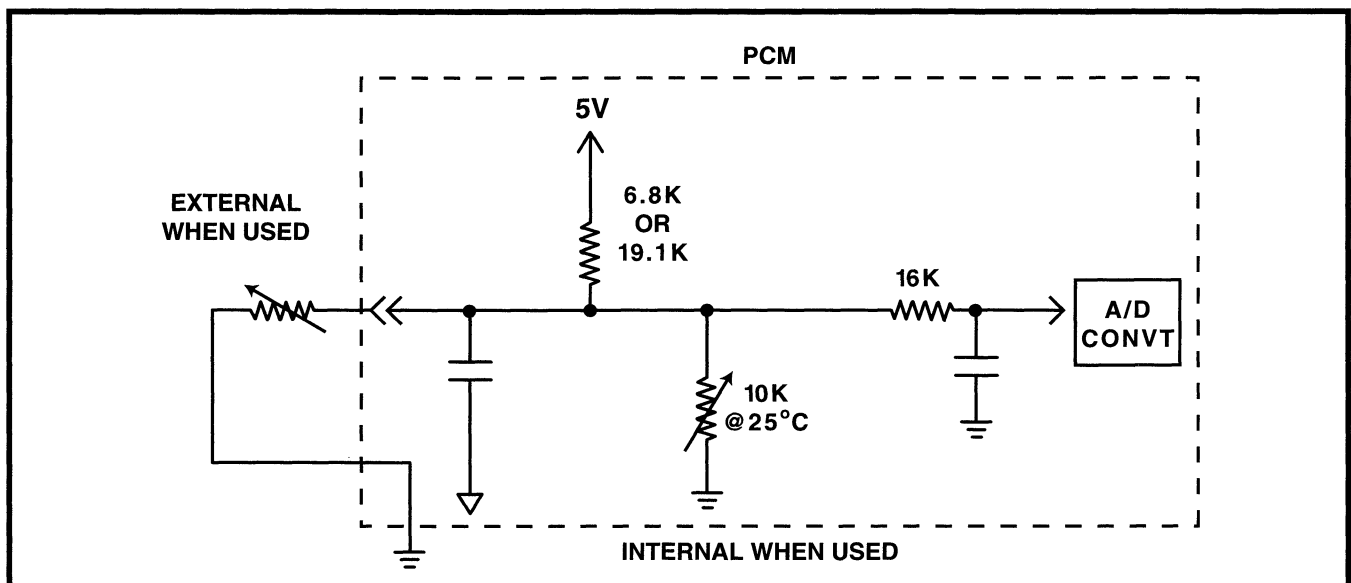 PCM
5V
6.8K
OR
19.1K
EXTERNAL
WHEN USED
16K
A/D
CONVT
10K
@25°C
INTERNAL WHEN USED